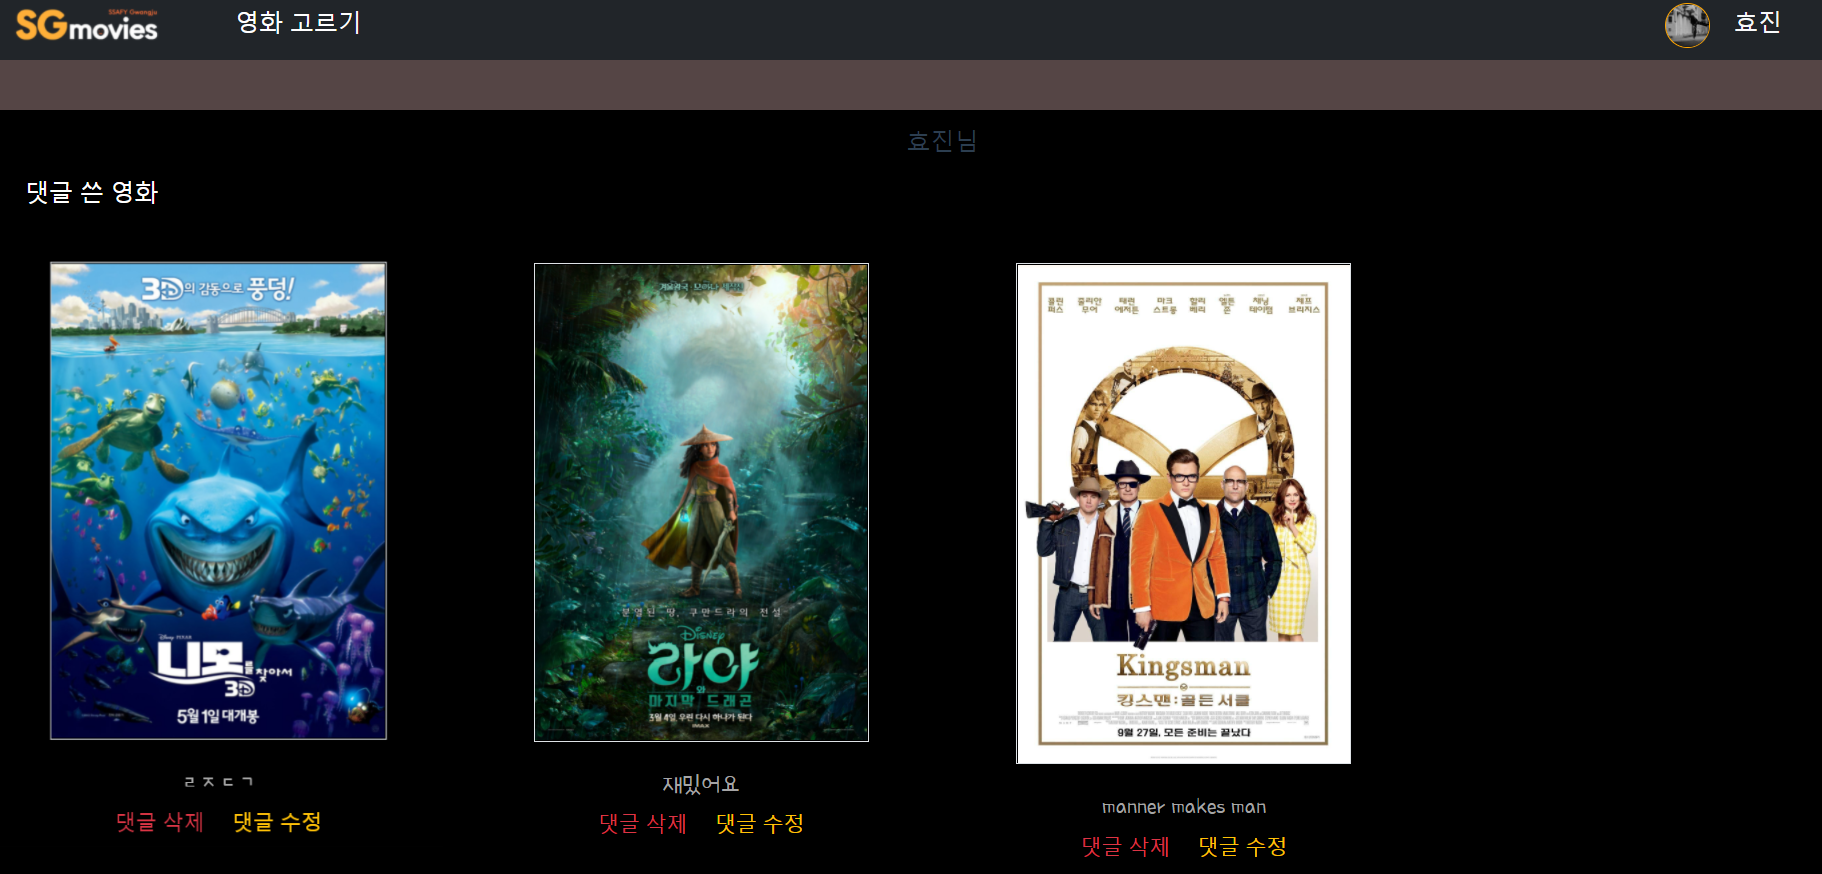 SSAFY Gwangju
SGmovies
영화 고르기
효진
효진님
댓글 쓴 영화
3D의 감동으로 풍덩!
DISNEY PIXAR
니모를 찾아서
3D
5월 1일 대개봉
ㄹㅈㄷㄱ
댓글 삭제 댓글 수정
겨울왕국·모아나 제작진
분열된 땅, 쿠만드라의 전설
Disney
라야와
마지막 드래곤
3월 4일 우린 다시 하나가 된다
재밌어요
댓글 삭제 댓글 수정
콜린 퍼스 줄리안 무어 태런 에저튼 마크 스트롱 할리 베리 엘튼 존 채닝 테이텀 제프 브리지스
Kingsman
킹스맨: 골든 서클
9월 27일, 모든 준비는 끝났다
manner makes man
댓글 삭제 댓글 수정